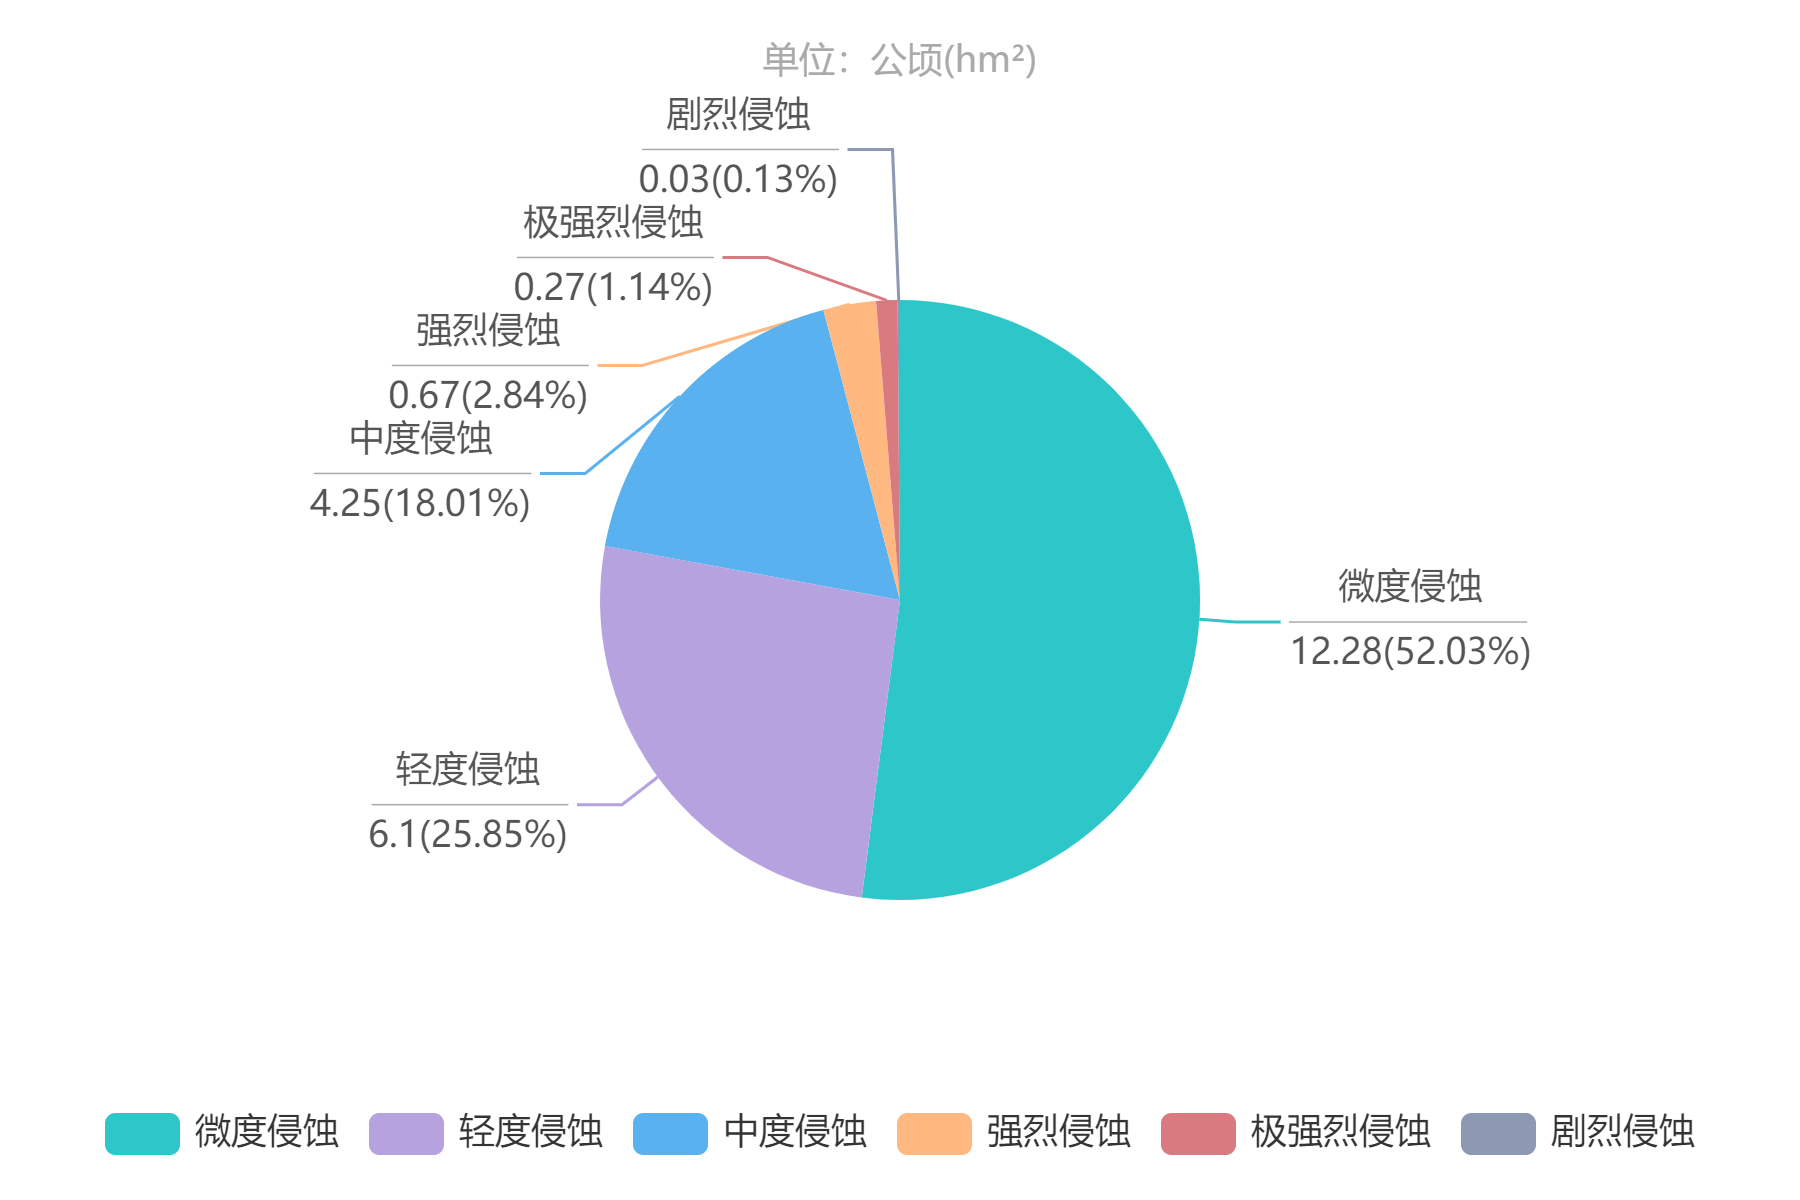 单位：公顷(hm²)
剧烈侵蚀
0.03(0.13%)
极强烈侵蚀
0.27(1.14%)
强烈侵蚀
0.67(2.84%)
中度侵蚀
4.25(18.01%)
微度侵蚀
12.28(52.03%)
轻度侵蚀
6.1(25.85%)
微度侵蚀 轻度侵蚀 中度侵蚀 强烈侵蚀 极强烈侵蚀 剧烈侵蚀